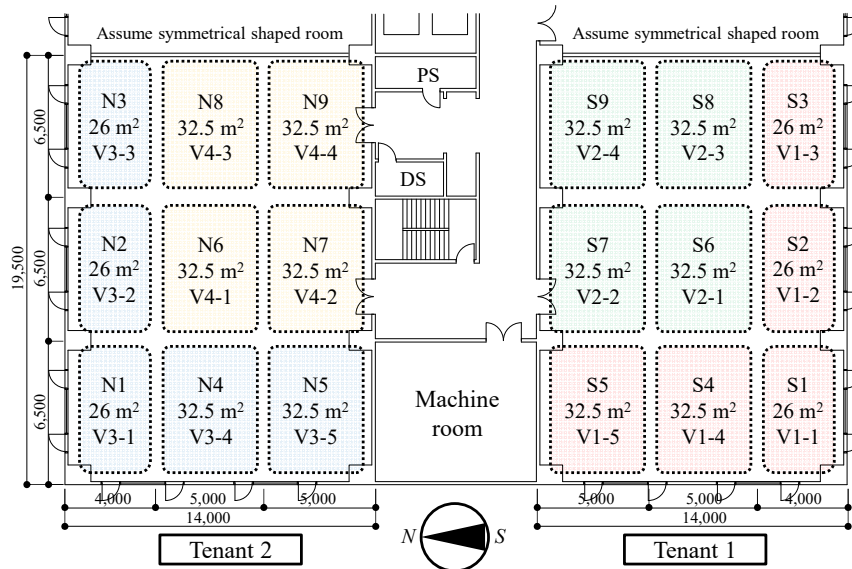 Assume symmetrical shaped room
Assume symmetrical shaped room
PS
N3
26 m²
V3-3
N8
32.5 m²
V4-3
N9
32.5 m²
V4-4
S9
32.5 m²
V2-4
S8
32.5 m²
V2-3
S3
26 m²
V1-3
6,500
DS
N2
26 m²
V3-2
N6
32.5 m²
V4-1
N7
32.5 m²
V4-2
S7
32.5 m²
V2-2
S6
32.5 m²
V2-1
S2
26 m²
V1-2
19,500
6,500
N1
26 m²
V3-1
N4
32.5 m²
V3-4
N5
32.5 m²
V3-5
Machine
room
S5
32.5 m²
V1-5
S4
32.5 m²
V1-4
S1
26 m²
V1-1
6,500
4,000
5,000
5,000
5,000
5,000
4,000
14,000
14,000
Tenant 2
N
S
Tenant 1